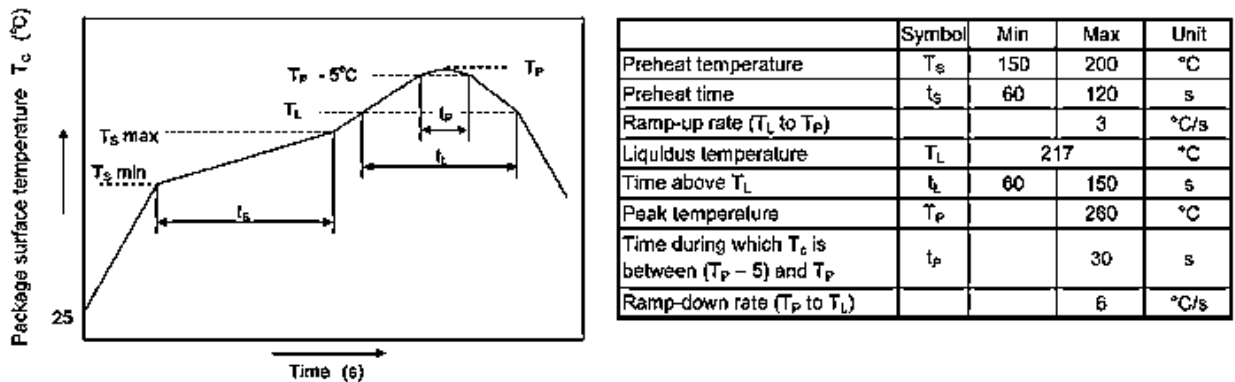 Package surface temperature T_C (°C)
T_P - 5°C
T_P
T_L
t_P
T_S max
t_L
T_S min
t_S
25
Time (s)
Symbol Min Max Unit
Preheat temperature T_S 150 200 °C
Preheat time t_S 60 120 s
Ramp-up rate (T_L to T_P) 3 °C/s
Liquidus temperature T_L 217 °C
Time above T_L t_L 60 150 s
Peak temperature T_P 260 °C
Time during which T_c is
between (T_P – 5) and T_P t_P 30 s
Ramp-down rate (T_P to T_L) 6 °C/s